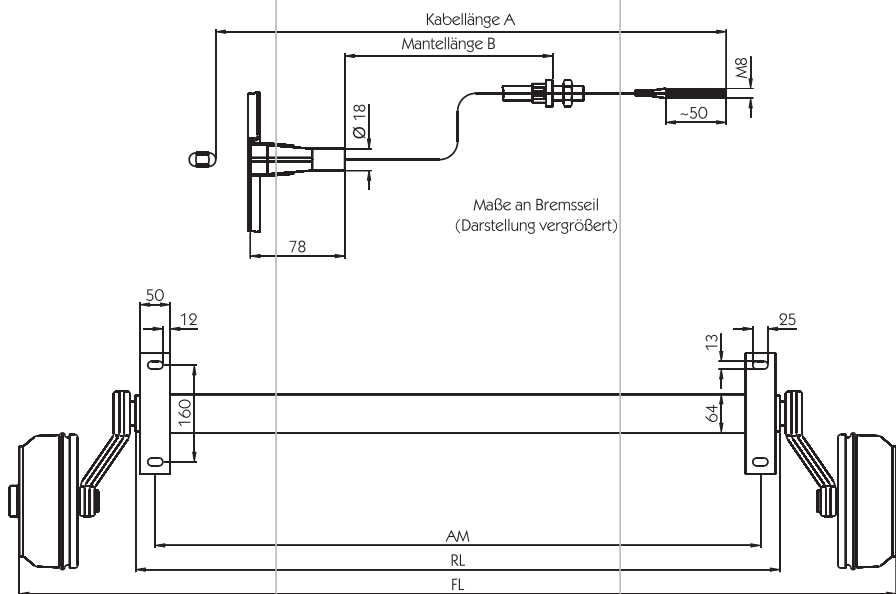 Kabellänge A
Mantellänge B
M8
Ø 18
~50
Maße an Bremsseil
(Darstellung vergrößert)
78
50
12
25
13
160
64
AM
RL
FL